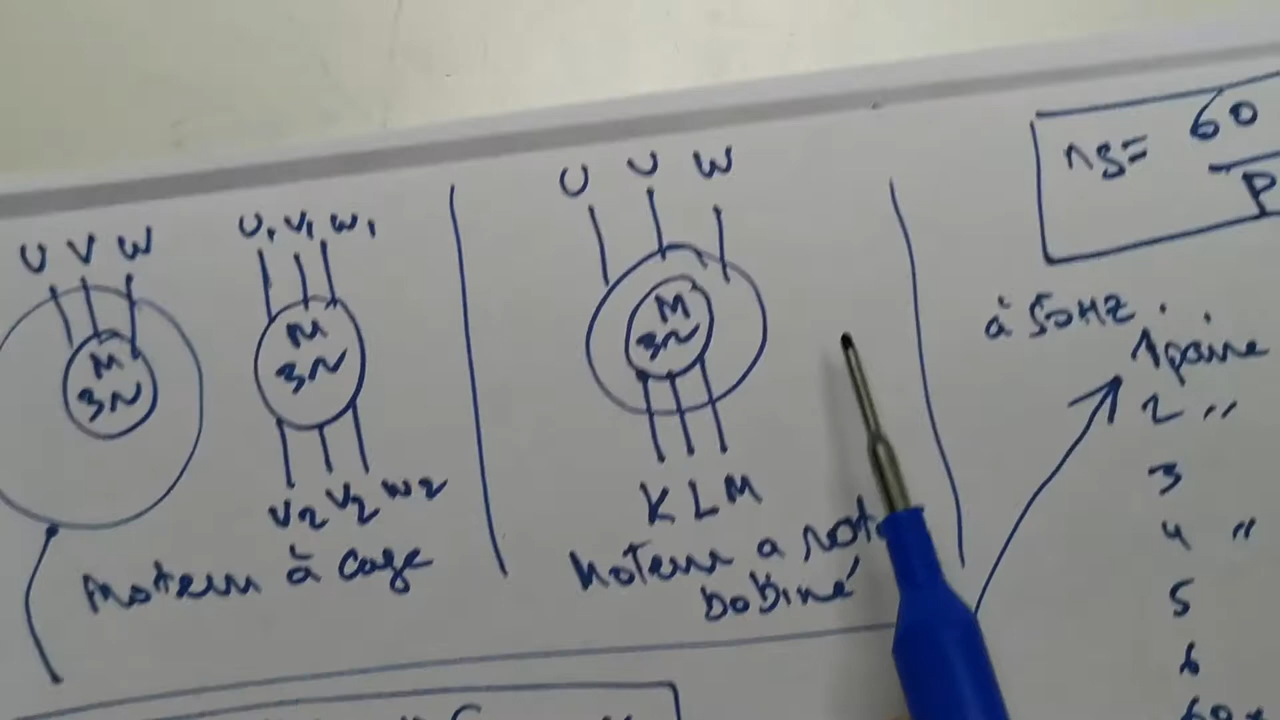 U V W
M
3~
U1 V1 W1
M
3~
U2 V2 W2
moteur à cage
U V W
M
3~
K L M
Moteur a rot
bobiné
ns= 60
P
à 50HZ.
1 paire
2 "
3
4 "
5
6